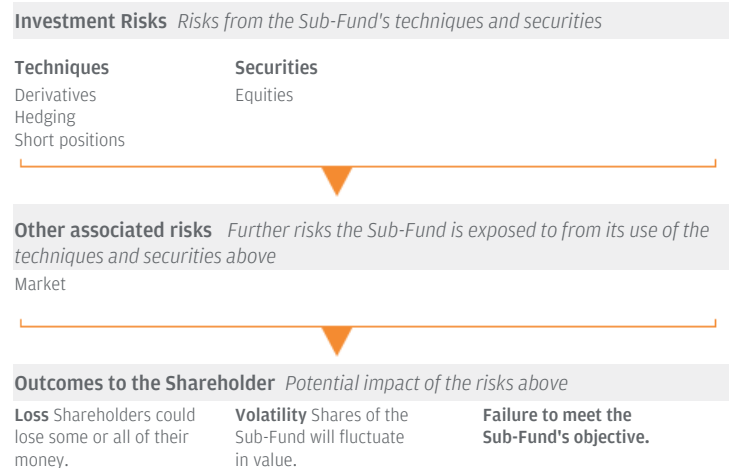 Investment Risks Risks from the Sub-Fund's techniques and securities
Techniques
Derivatives
Hedging
Short positions
Securities
Equities
Other associated risks Further risks the Sub-Fund is exposed to from its use of the
techniques and securities above
Market
Outcomes to the Shareholder Potential impact of the risks above
Loss Shareholders could
lose some or all of their
money.
Volatility Shares of the
Sub-Fund will fluctuate
in value.
Failure to meet the
Sub-Fund's objective.